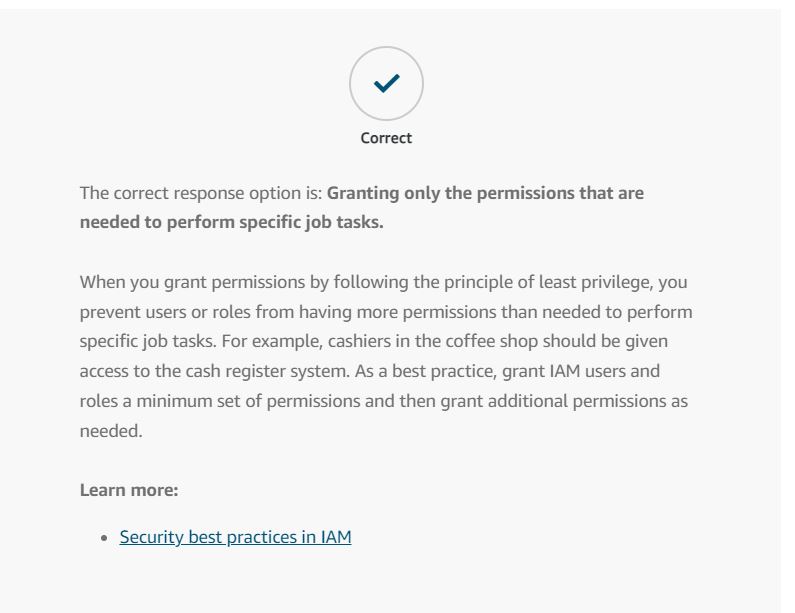 Correct
The correct response option is: Granting only the permissions that are
needed to perform specific job tasks.
When you grant permissions by following the principle of least privilege, you
prevent users or roles from having more permissions than needed to perform
specific job tasks. For example, cashiers in the coffee shop should be given
access to the cash register system. As a best practice, grant IAM users and
roles a minimum set of permissions and then grant additional permissions as
needed.
Learn more:
• Security best practices in IAM